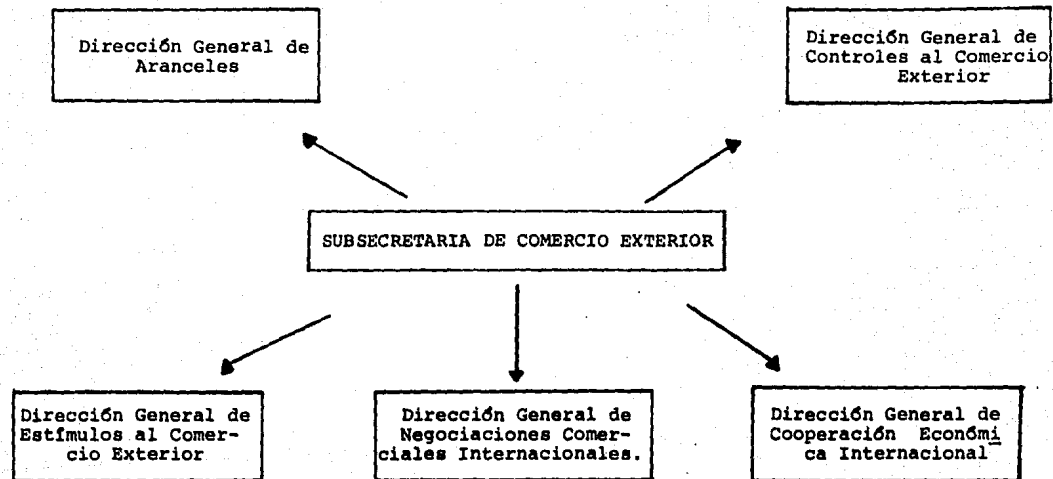 Dirección General de
Aranceles
Dirección General de
Controles al Comercio
Exterior
SUBSECRETARIA DE COMERCIO EXTERIOR
Dirección General de
Estímulos al Comer-
cio Exterior
Dirección General de
Negociaciones Comer-
ciales Internacionales.
Dirección General de
Cooperación Económi
ca Internacional